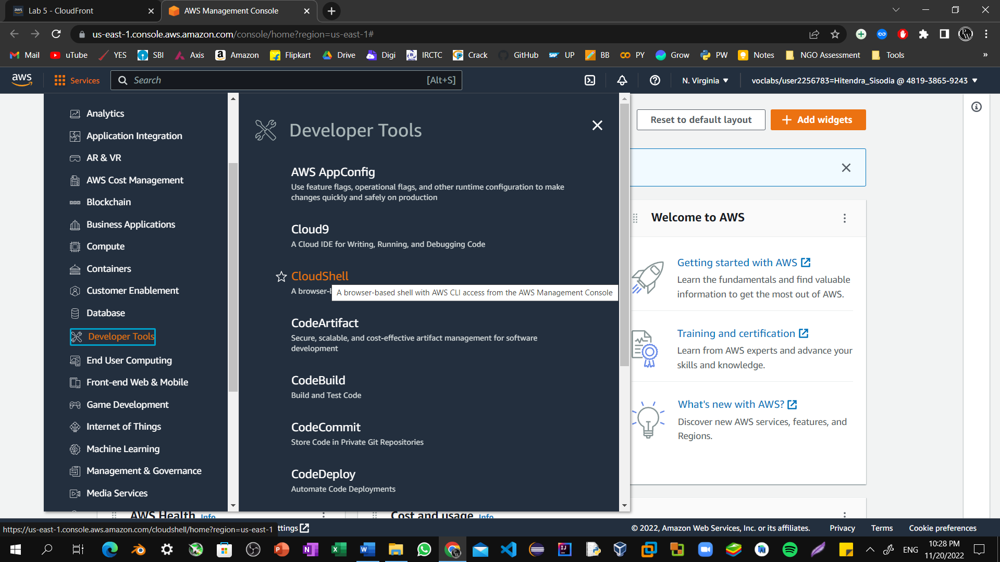 Lab 5 - CloudFront
AWS Management Console
us-east-1.console.aws.amazon.com/console/home?region=us-east-1#
Mail uTube YES SBI Axis Amazon Flipkart Drive Digi IRCTC Crack GitHub UP BB PY Grow PW Notes NGO Assessment Tools »
aws Services Search [Alt+S] N. Virginia voclabs/user2256783=Hitendra_Sisodia @ 4819-3865-9243
Analytics
Application Integration
AR & VR
AWS Cost Management
Blockchain
Business Applications
Compute
Containers
Customer Enablement
Database
Developer Tools
End User Computing
Front-end Web & Mobile
Game Development
Internet of Things
Machine Learning
Management & Governance
Media Services
Developer Tools
AWS AppConfig
Use feature flags, operational flags, and other runtime configuration to make
changes quickly and safely on production
Cloud9
A Cloud IDE for Writing, Running, and Debugging Code
CloudShell
A browser-
A browser-based shell with AWS CLI access from the AWS Management Console
CodeArtifact
Secure, scalable, and cost-effective artifact management for software
development
CodeBuild
Build and Test Code
CodeCommit
Store Code in Private Git Repositories
CodeDeploy
Automate Code Deployments
Reset to default layout
Add widgets
Welcome to AWS
Getting started with AWS
Learn the fundamentals and find valuable
information to get the most out of AWS.
Training and certification
Learn from AWS experts and advance your
skills and knowledge.
What's new with AWS?
Discover new AWS services, features, and
Regions.
AWS Health Info
Cost and usage Info
https://us-east-1.console.aws.amazon.com/cloudshell/home?region=us-east-1
ttings
© 2022, Amazon Web Services, Inc. or its affiliates. Privacy Terms Cookie preferences
ENG
10:28 PM
11/20/2022